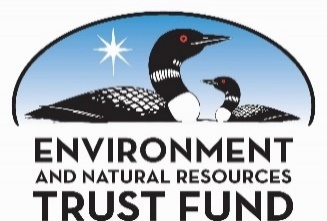 ENVIRONMENT
AND NATURAL RESOURCES
TRUST FUND